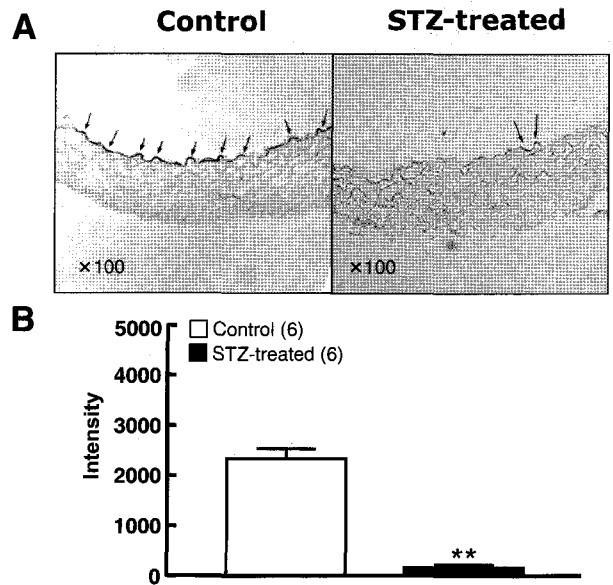 A
Control STZ-treated
×100 ×100
B
Control (6)
STZ-treated (6)
Intensity
5000
4000
3000
2000
1000
0
**